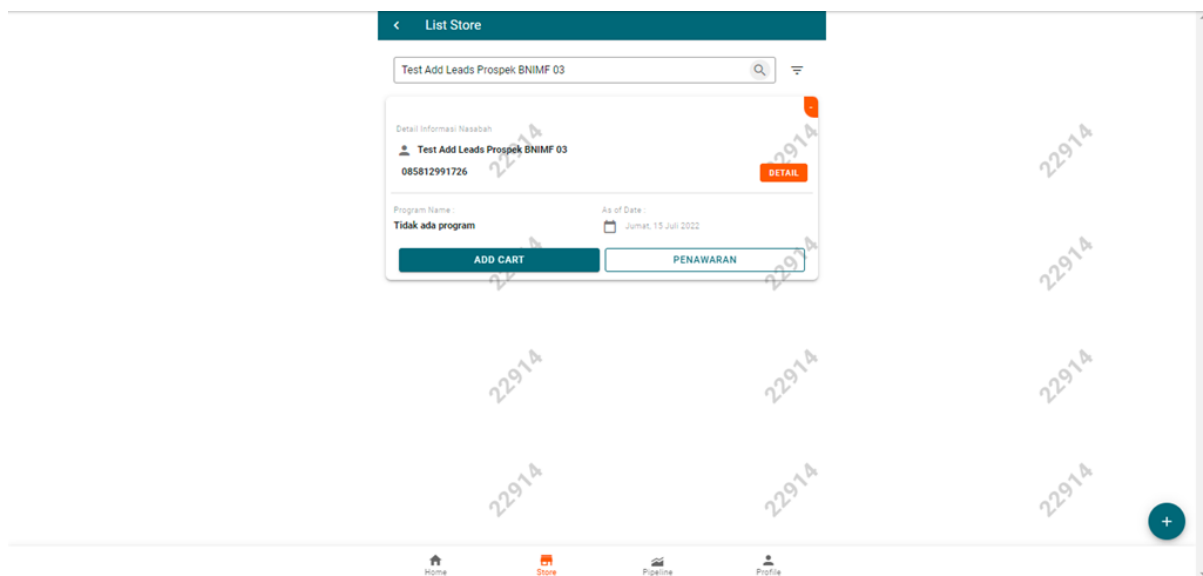 List Store
Test Add Leads Prospek BNIMF 03
-
Detail Informasi Nasabah
Test Add Leads Prospek BNIMF 03
085812991726
DETAIL
Program Name :
As of Date :
Tidak ada program
Jumat, 15 Juli 2022
ADD CART
PENAWARAN
22914
22914
22914
22914
22914
22914
22914
22914
22914
22914
22914
22914
+
Home
Store
Pipeline
Profile